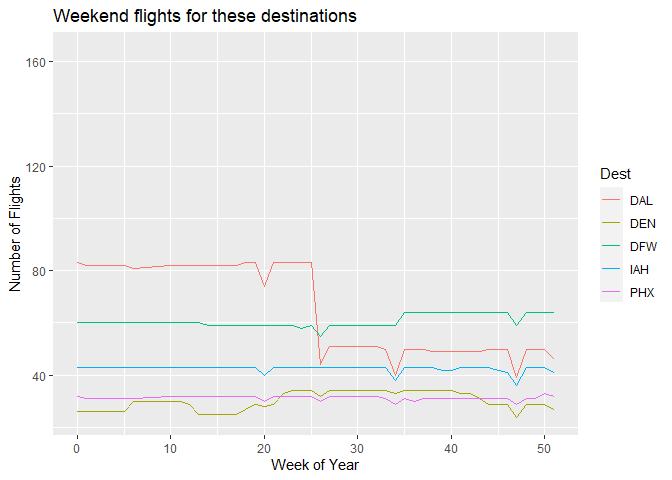 Weekend flights for these destinations
160
120
80
40
Number of Flights
0 10 20 30 40 50
Week of Year
Dest
DAL
DEN
DFW
IAH
PHX